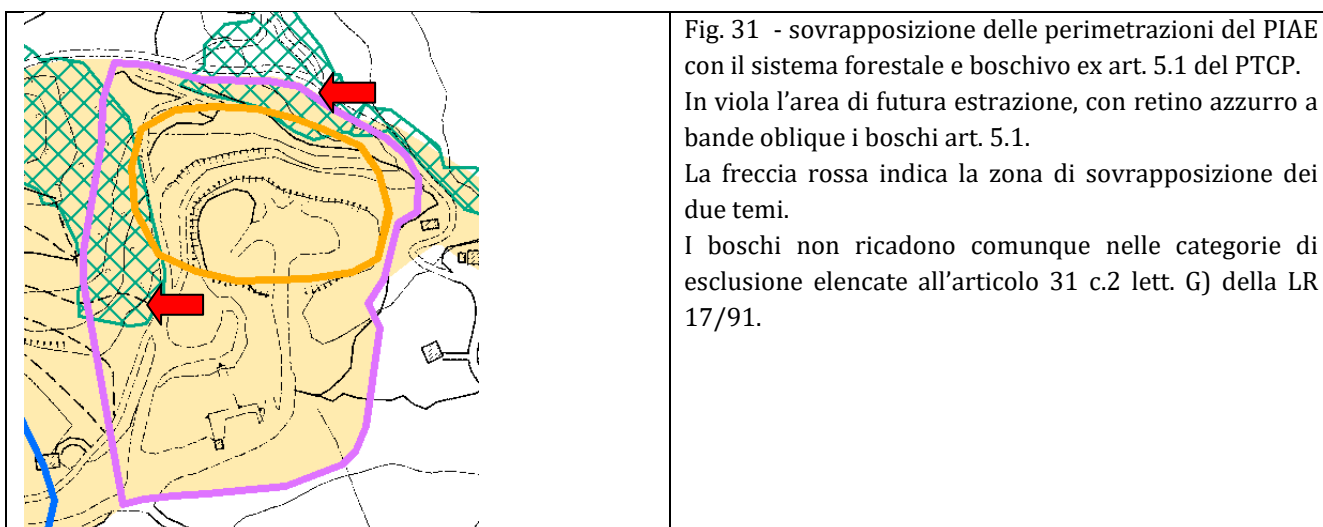 Fig. 31 - sovrapposizione delle perimetrazioni del PIAE
con il sistema forestale e boschivo ex art. 5.1 del PTCP.
In viola l’area di futura estrazione, con retino azzurro a
bande oblique i boschi art. 5.1.
La freccia rossa indica la zona di sovrapposizione dei
due temi.
I boschi non ricadono comunque nelle categorie di
esclusione elencate all’articolo 31 c.2 lett. G) della LR
17/91.